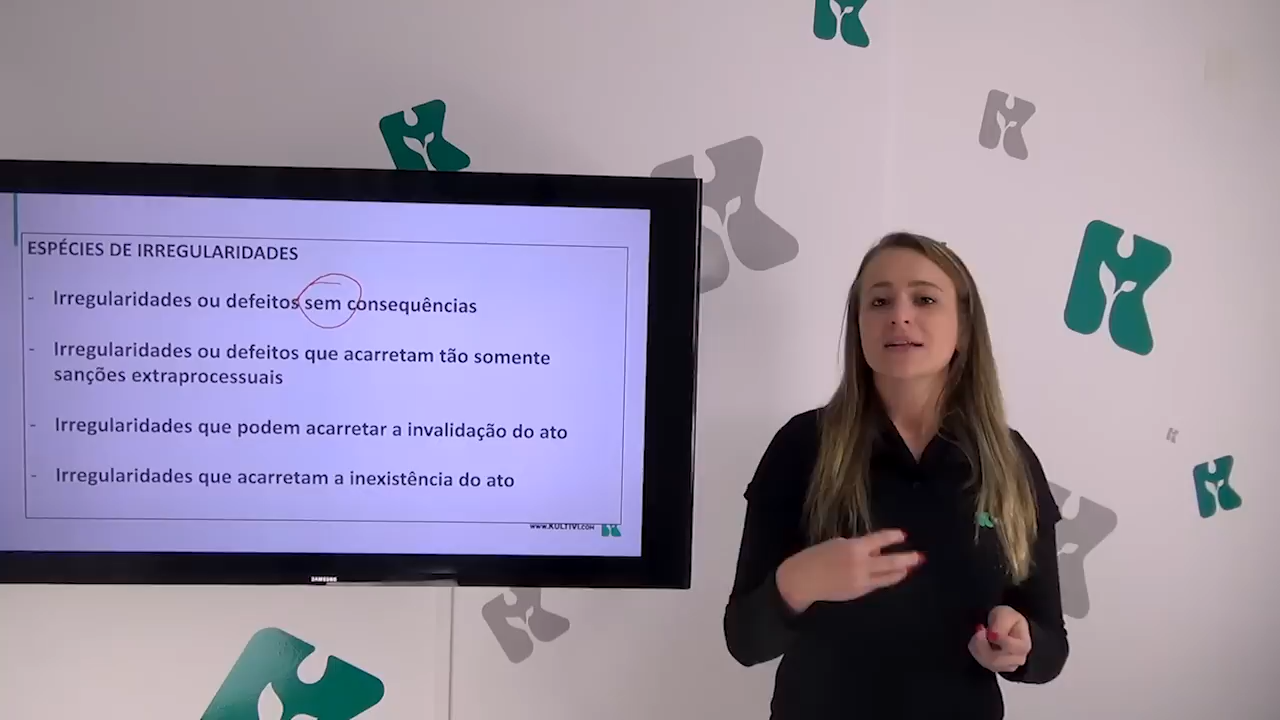 ESPÉCIES DE IRREGULARIDADES
- Irregularidades ou defeitos sem consequências
- Irregularidades ou defeitos que acarretam tão somente
sanções extraprocessuais
- Irregularidades que podem acarretar a invalidação do ato
- Irregularidades que acarretam a inexistência do ato
www.KULTIVI.COM
SAMSUNG